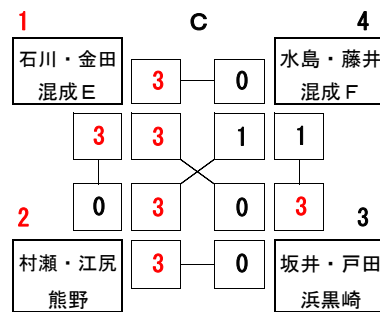 1 C 4
石川・金田 3 0 水島・藤井
混成E 混成F
3 3 1 1
0 3 0 3
2 3
村瀬・江尻 3 0 坂井・戸田
熊野 浜黒崎